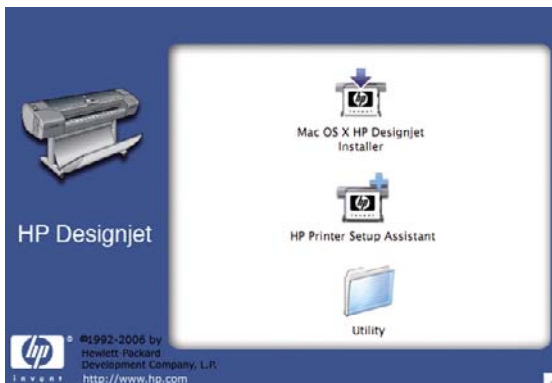 Mac OS X HP Designjet
Installer
HP Printer Setup Assistant
Utility
HP Designjet
hp
invent
©1992-2006 by
Hewlett-Packard
Development Company, L.P.
http://www.hp.com